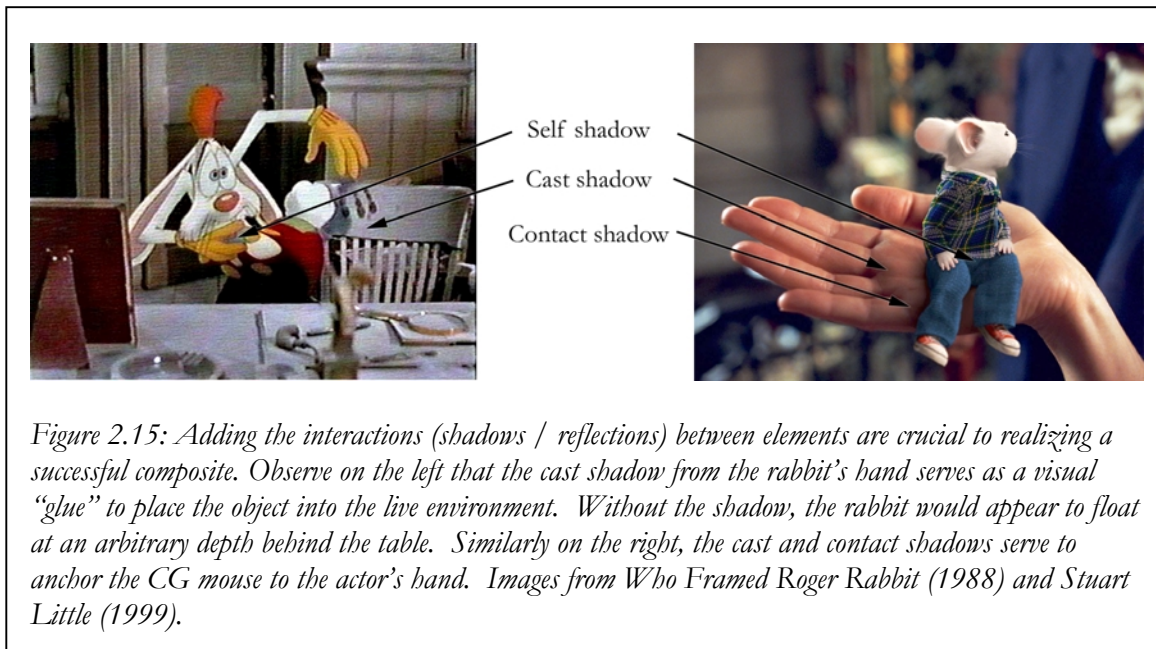 Self shadow
Cast shadow
Contact shadow
Figure 2.15: Adding the interactions (shadows / reflections) between elements are crucial to realizing a
successful composite. Observe on the left that the cast shadow from the rabbit's hand serves as a visual
“glue” to place the object into the live environment. Without the shadow, the rabbit would appear to float
at an arbitrary depth behind the table. Similarly on the right, the cast and contact shadows serve to
anchor the CG mouse to the actor's hand. Images from Who Framed Roger Rabbit (1988) and Stuart
Little (1999).